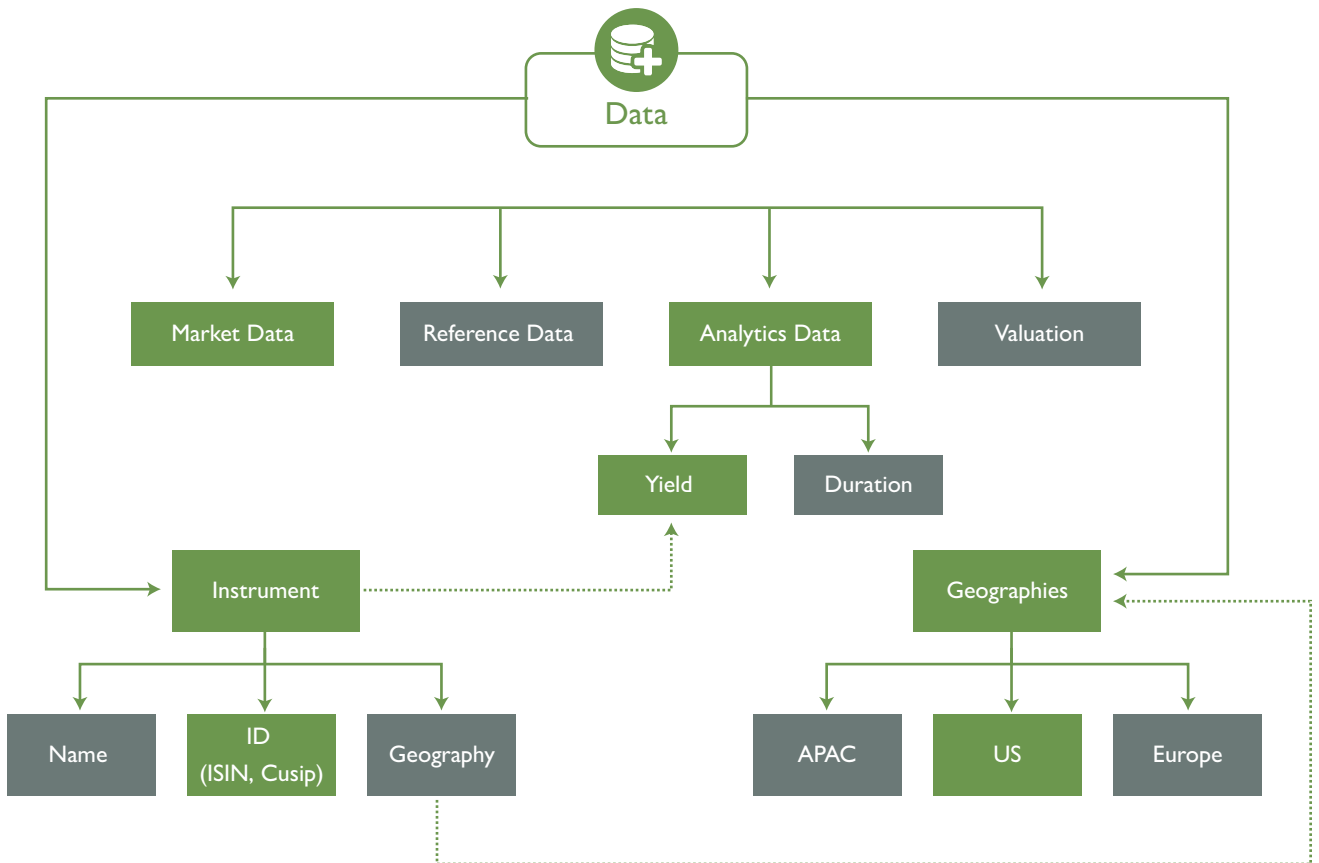 Data
Market Data
Reference Data
Analytics Data
Valuation
Yield
Duration
Instrument
Geographies
Name
ID
(ISIN, Cusip)
Geography
APAC
US
Europe